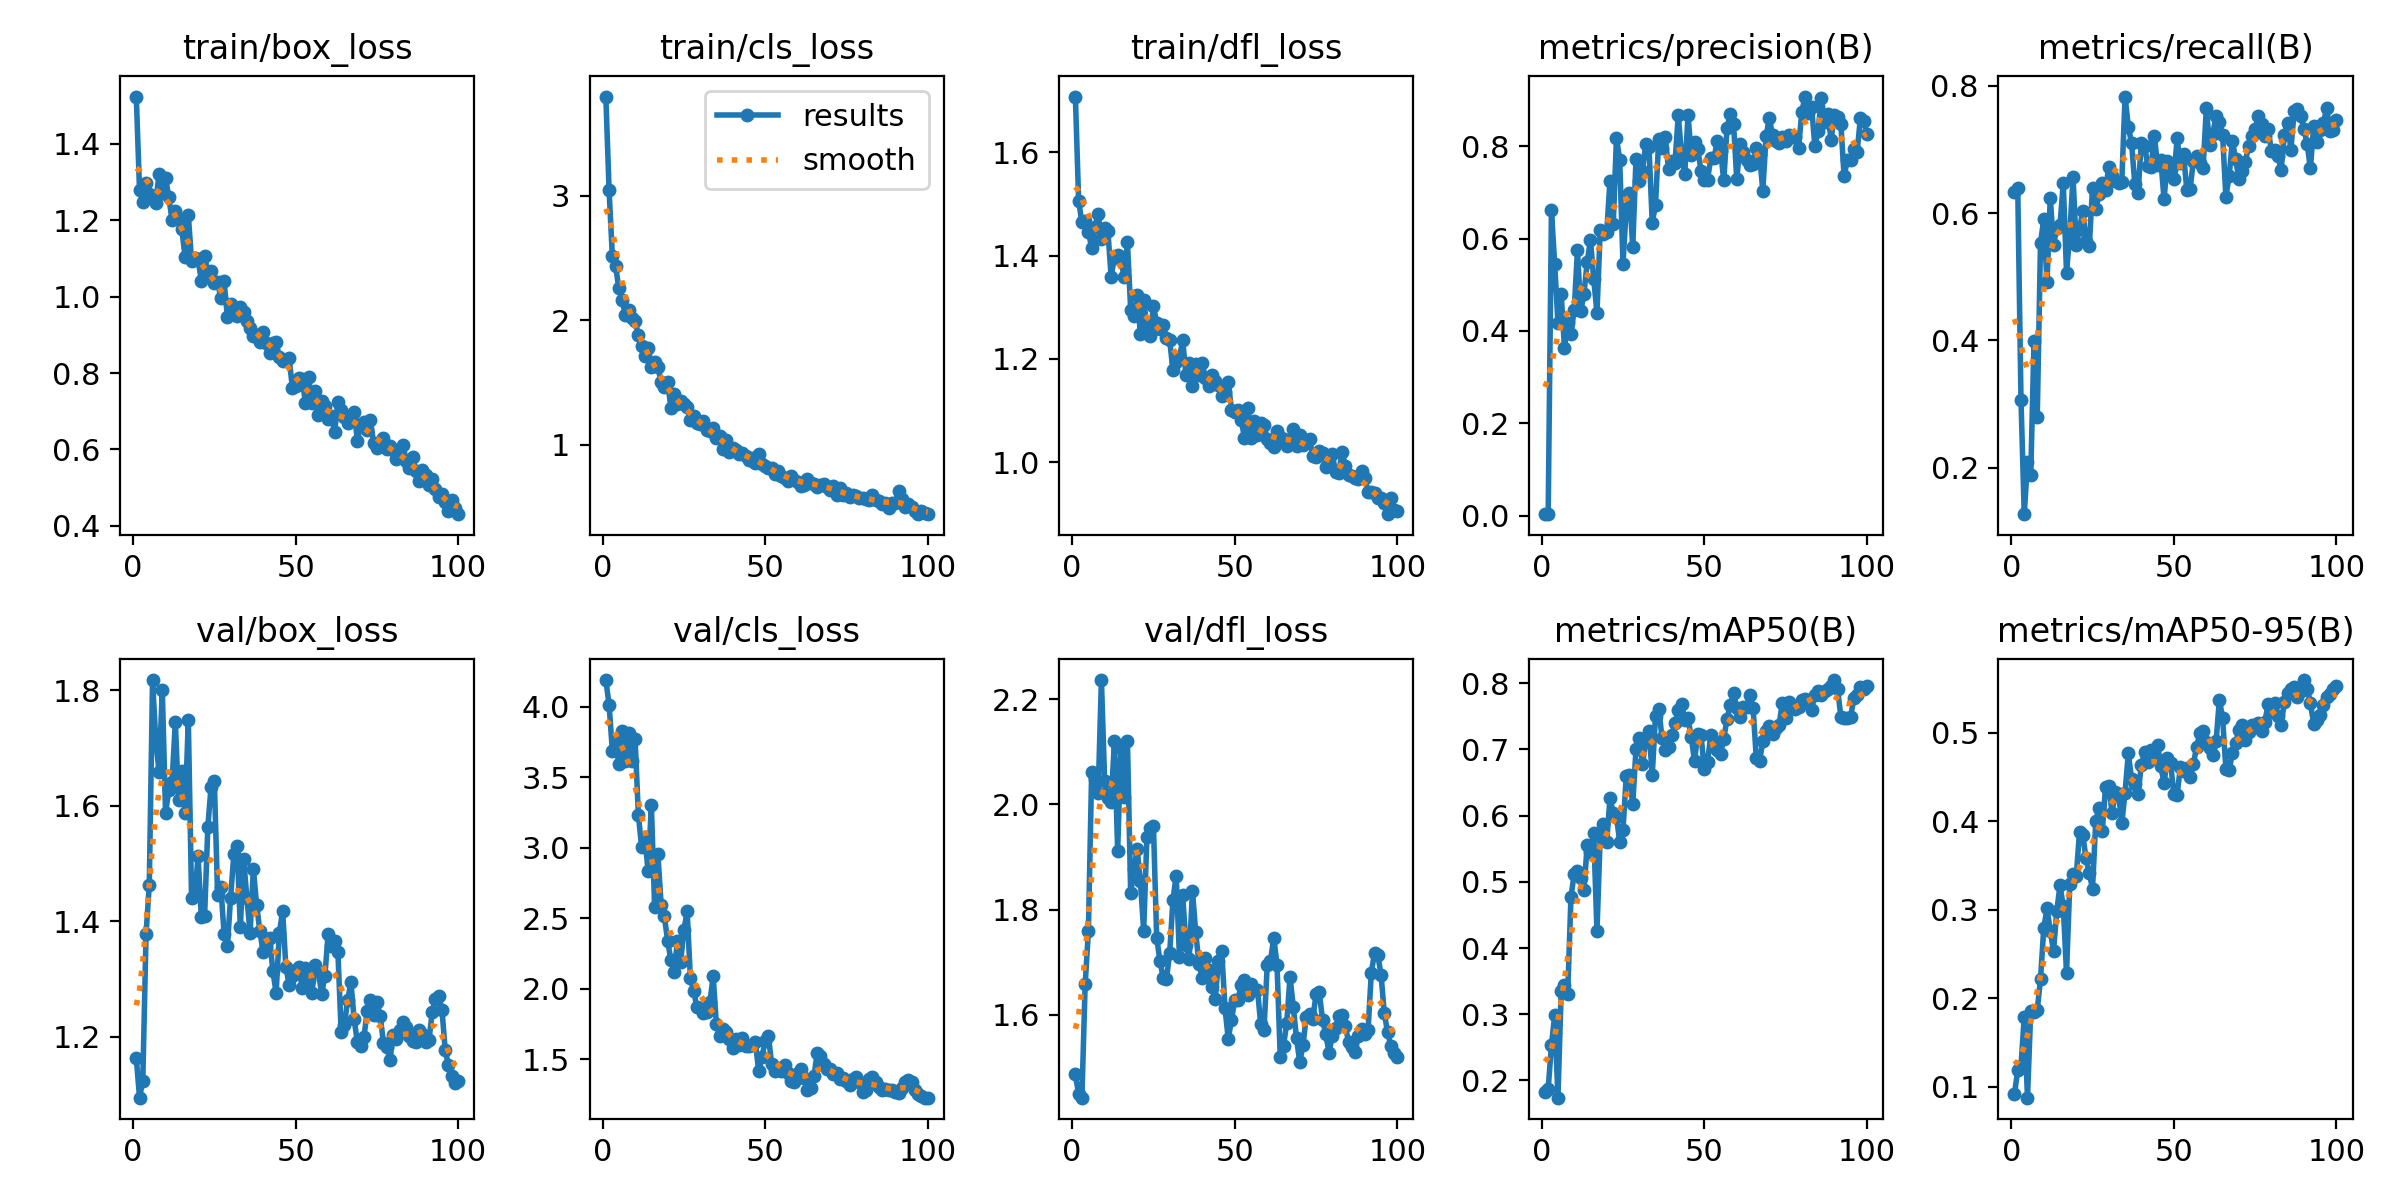 train/box_loss
1.4
1.2
1.0
0.8
0.6
0.4
0 50 100
train/cls_loss
results
smooth
3
2
1
0 50 100
train/dfl_loss
1.6
1.4
1.2
1.0
0 50 100
metrics/precision(B)
0.8
0.6
0.4
0.2
0.0
0 50 100
metrics/recall(B)
0.8
0.6
0.4
0.2
0 50 100
val/box_loss
1.8
1.6
1.4
1.2
0 50 100
val/cls_loss
4.0
3.5
3.0
2.5
2.0
1.5
0 50 100
val/dfl_loss
2.2
2.0
1.8
1.6
0 50 100
metrics/mAP50(B)
0.8
0.7
0.6
0.5
0.4
0.3
0.2
0 50 100
metrics/mAP50-95(B)
0.5
0.4
0.3
0.2
0.1
0 50 100